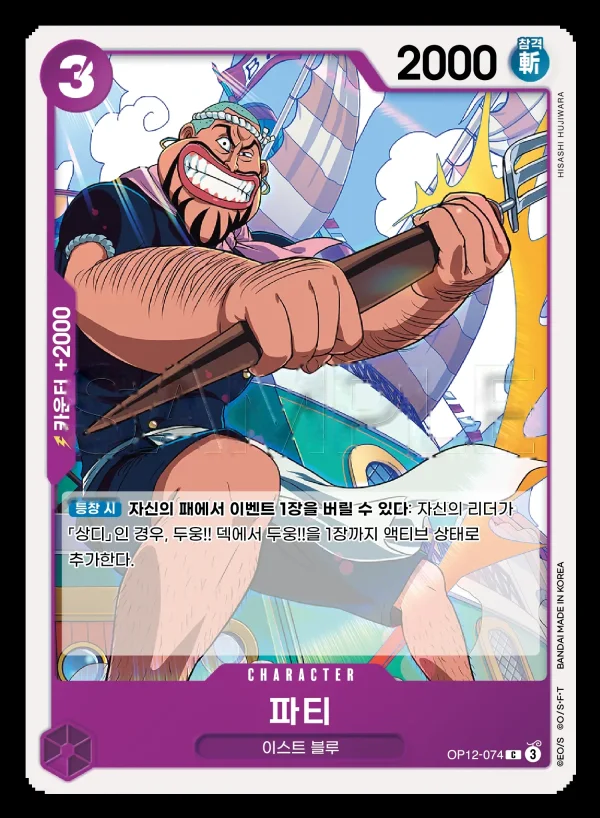 3
2000
참격
斬
HISASHI HUJIWARA
카운터 +2000
SAMPLE
등장 시 자신의 패에서 이벤트 1장을 버릴 수 있다: 자신의 리더가
「상디」인 경우, 두웅!! 덱에서 두웅!!을 1장까지 액티브 상태로
추가한다.
BANDAI MADE IN KOREA
©E.O/S ©O/S·F·T
CHARACTER
파티
이스트 블루
OP12-074 C 3